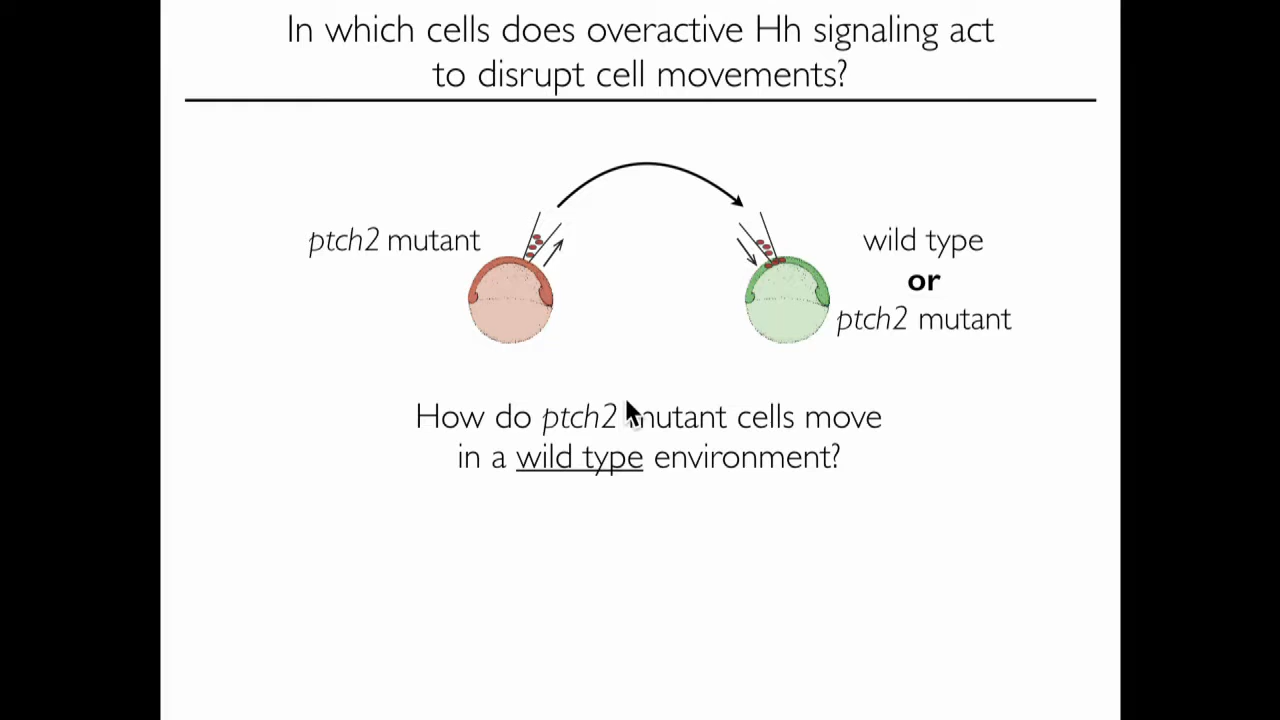 In which cells does overactive Hh signaling act
to disrupt cell movements?
ptch2 mutant
wild type
or
ptch2 mutant
How do ptch2 mutant cells move
in a wild type environment?